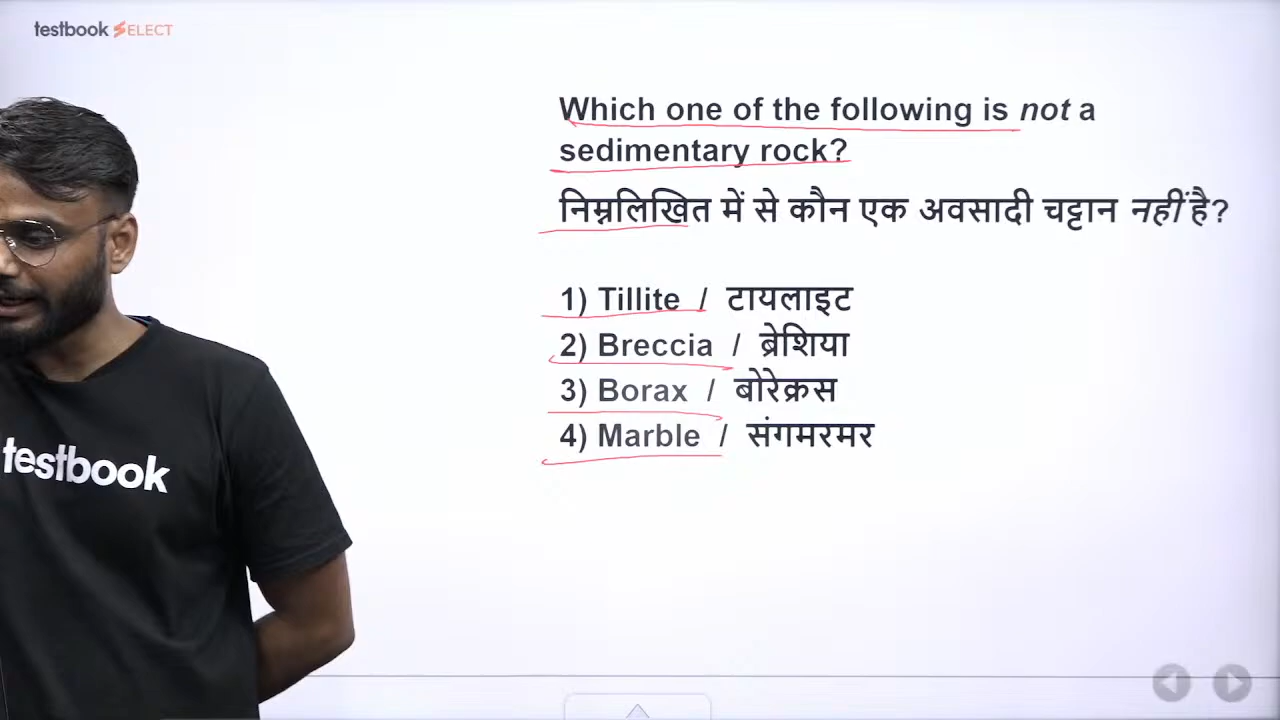 testbook SELECT
Which one of the following is not a
sedimentary rock?
निम्नलिखित में से कौन एक अवसादी चट्टान नहीं है?
1) Tillite / टायलाइट
2) Breccia / ब्रेशिया
3) Borax / बोरेक्रस
4) Marble / संगमरमर
testbook